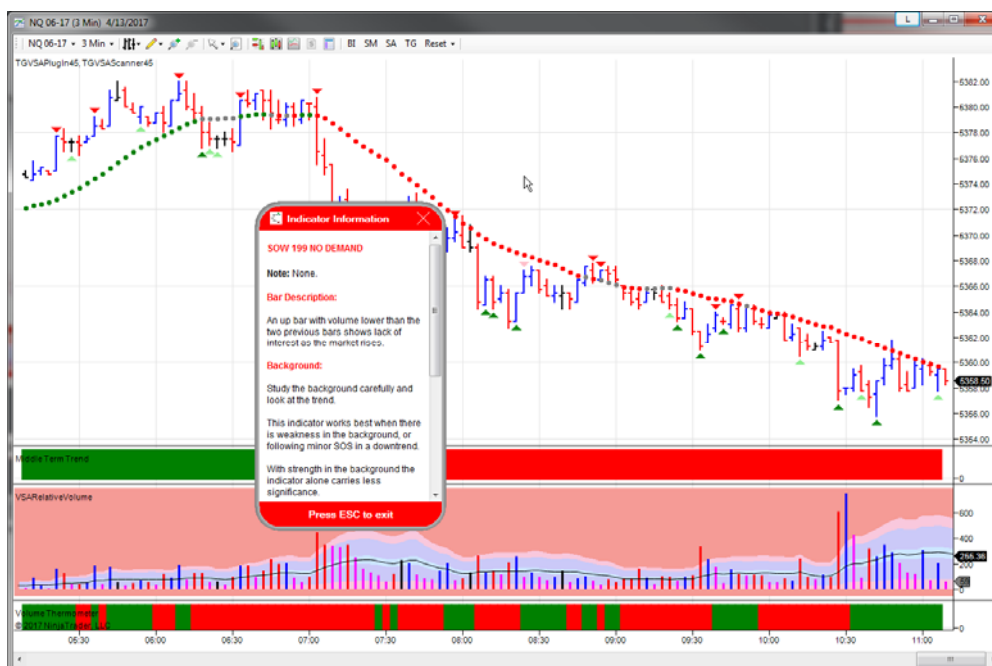 NQ 06-17 (3 Min) 4/13/2017
L
NQ 06-17 3 Min BI SM SA TG Reset
TGVSAPlugIn45, TGVSAScanner45
5382.00
5380.00
5378.00
5376.00
5374.00
5372.00
5370.00
5368.00
5366.00
5364.00
5362.00
5360.00
5358.50
5356.00
5354.00
Indicator Information
SOW 199 NO DEMAND
Note: None.
Bar Description:
An up bar with volume lower than the
two previous bars shows lack of
interest as the market rises.
Background:
Study the background carefully and
look at the trend.
This indicator works best when there
is weakness in the background, or
following minor SOS in a downtrend.
With strength in the background the
indicator alone carries less
significance.
Press ESC to exit
Middle Term Trend
0
VSARelativeVolume
600
400
266.36
200
0
Volume Thermometer
© 2017 NinjaTrader, LLC
0
05:30 06:00 06:30 07:00 07:30 08:00 08:30 09:00 09:30 10:00 10:30 11:00